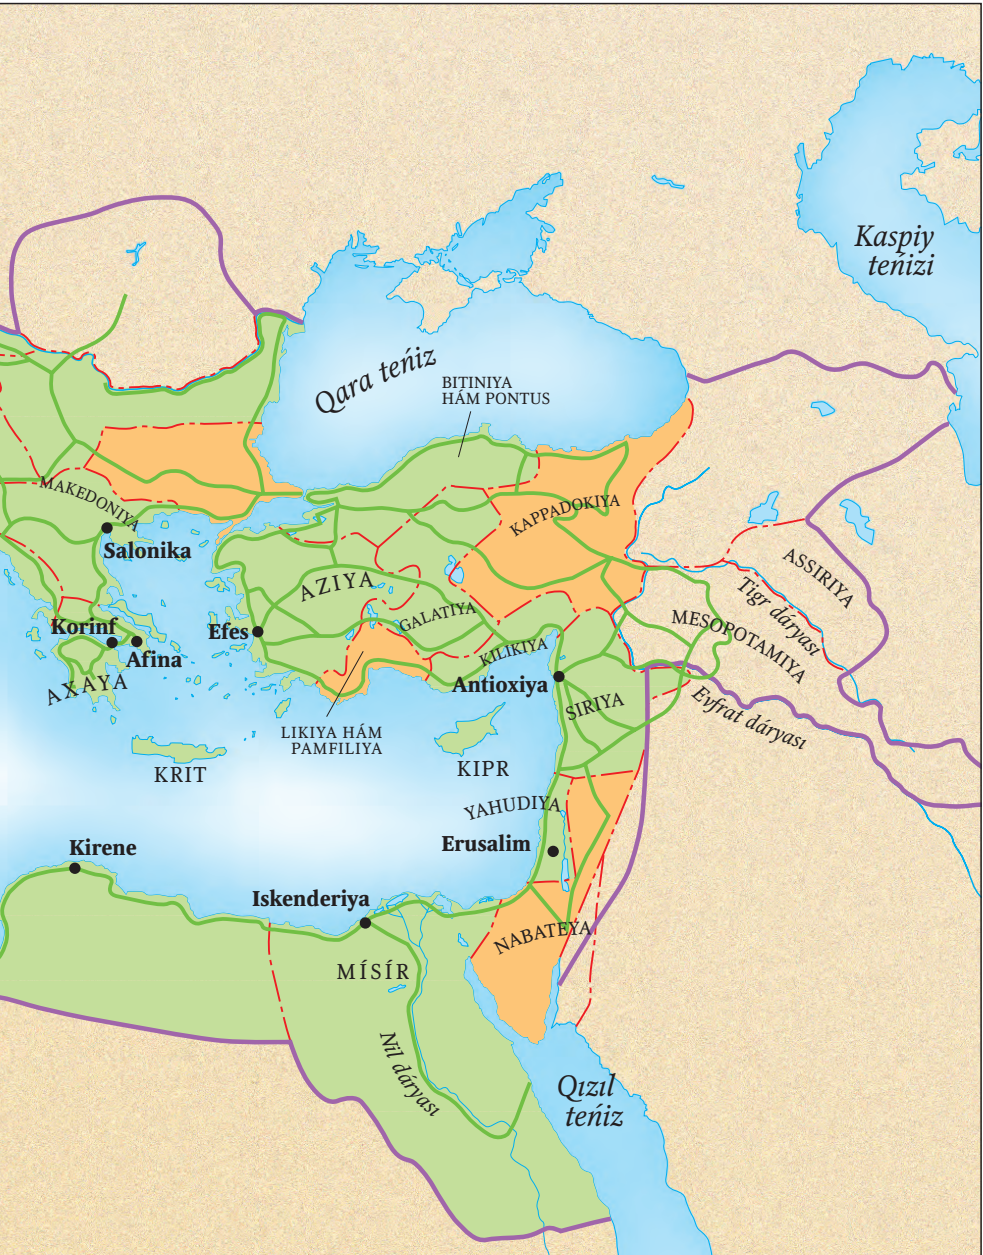 Kaspiy
teńizi
Qara teńiz
BITINIYA
HÁM PONTUS
MAKEDONIYA
KAPPADOKIYA
Salonika
ASSIRIYA
AZIYA
Tigr dáryası
GALATIYA
MESOPOTAMIYA
Korinf
Efes
Afina
KILIKIYA
AXAYA
Antioxiya
SIRIYA
Evfrat dáryası
LIKIYA HÁM
PAMFILIYA
KRIT
KIPR
YAHUDIYA
Erusalim
Kirene
Iskenderiya
NABATEYA
MÍSÍR
Nil dáryası
Qızıl
teńiz